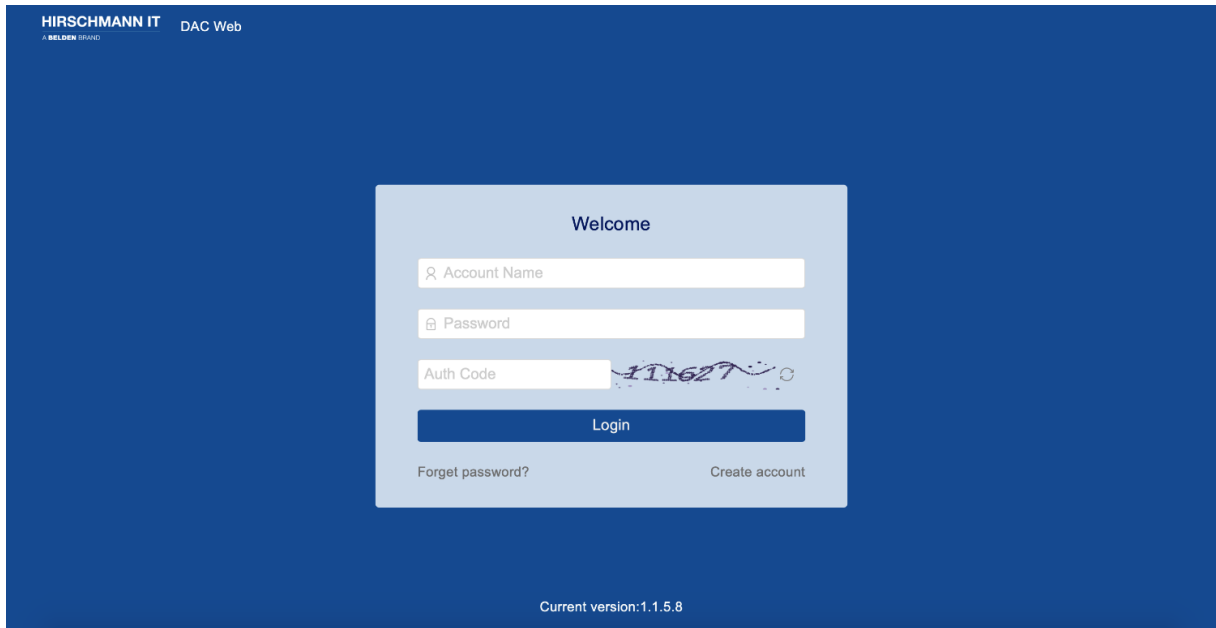 HIRSCHMANN IT
A BELDEN BRAND
DAC Web
Welcome
Account Name
Password
Auth Code
111627
Login
Forget password?
Create account
Current version:1.1.5.8